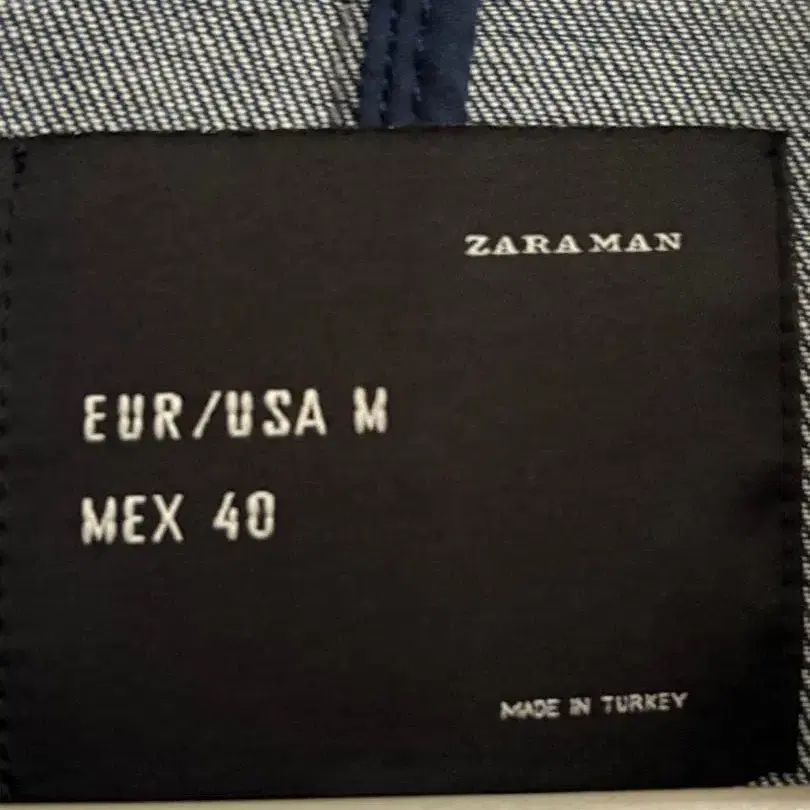 ZARA MAN
EUR/USA M
MEX 40
MADE IN TURKEY